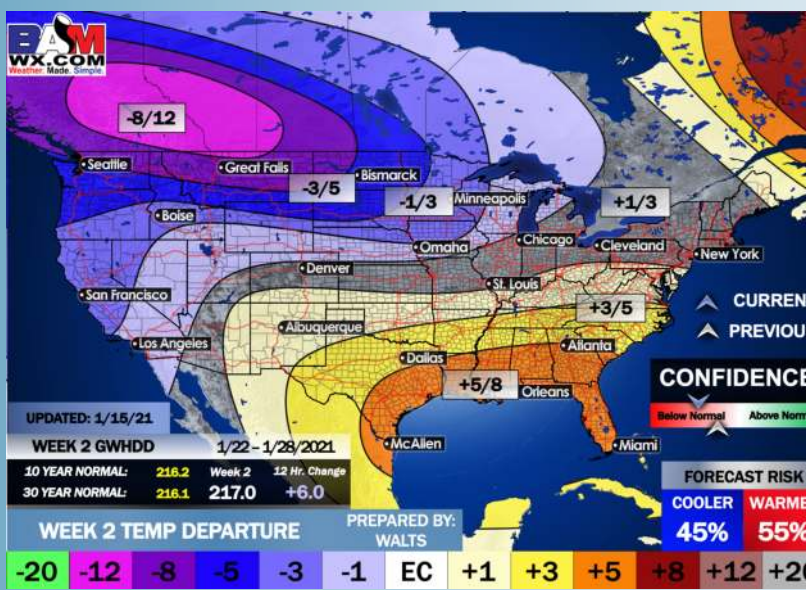 BAM
WX.COM
Weather. Made. Simple.
-8/12
Seattle
Great Falls
Bismarck
-3/5
-1/3
Minneapolis
+1/3
Boise
Omaha
Chicago
Cleveland
New York
Denver
St. Louis
San Francisco
+3/5
CURREN
Albuquerque
PREVIOU
Los Angeles
Dallas
Atlanta
+5/8
Orleans
CONFIDENCE
Below Normal Above Norm
McAllen
Miami
UPDATED: 1/15/21
WEEK 2 GWHDD 1/22 - 1/28/2021
10 YEAR NORMAL: 216.2 Week 2 12 Hr. Change
30 YEAR NORMAL: 216.1 217.0 +6.0
FORECAST RISK
COOLER WARME
45% 55%
WEEK 2 TEMP DEPARTURE
PREPARED BY:
WALTS
-20 -12 -8 -5 -3 -1 EC +1 +3 +5 +8 +12 +20